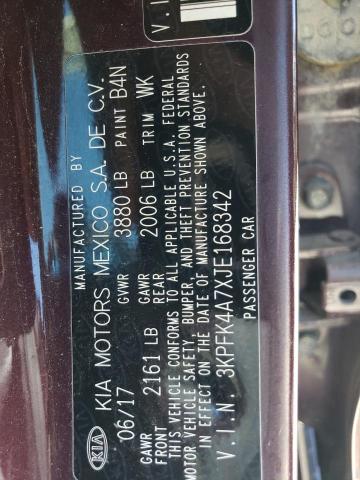 KIA
MANUFACTURED BY
KIA MOTORS MEXICO S.A. DE C.V.
06/17 GVWR 3880 LB PAINT B4N
GAWR FRONT 2161 LB GAWR REAR 2006 LB TRIM WK
THIS VEHICLE CONFORMS TO ALL APPLICABLE U.S.A. FEDERAL
MOTOR VEHICLE SAFETY, BUMPER, AND THEFT PREVENTION STANDARDS
IN EFFECT ON THE DATE OF MANUFACTURE SHOWN ABOVE.
V.I.N. 3KPFK4A7XJE168342
PASSENGER CAR
V.I.